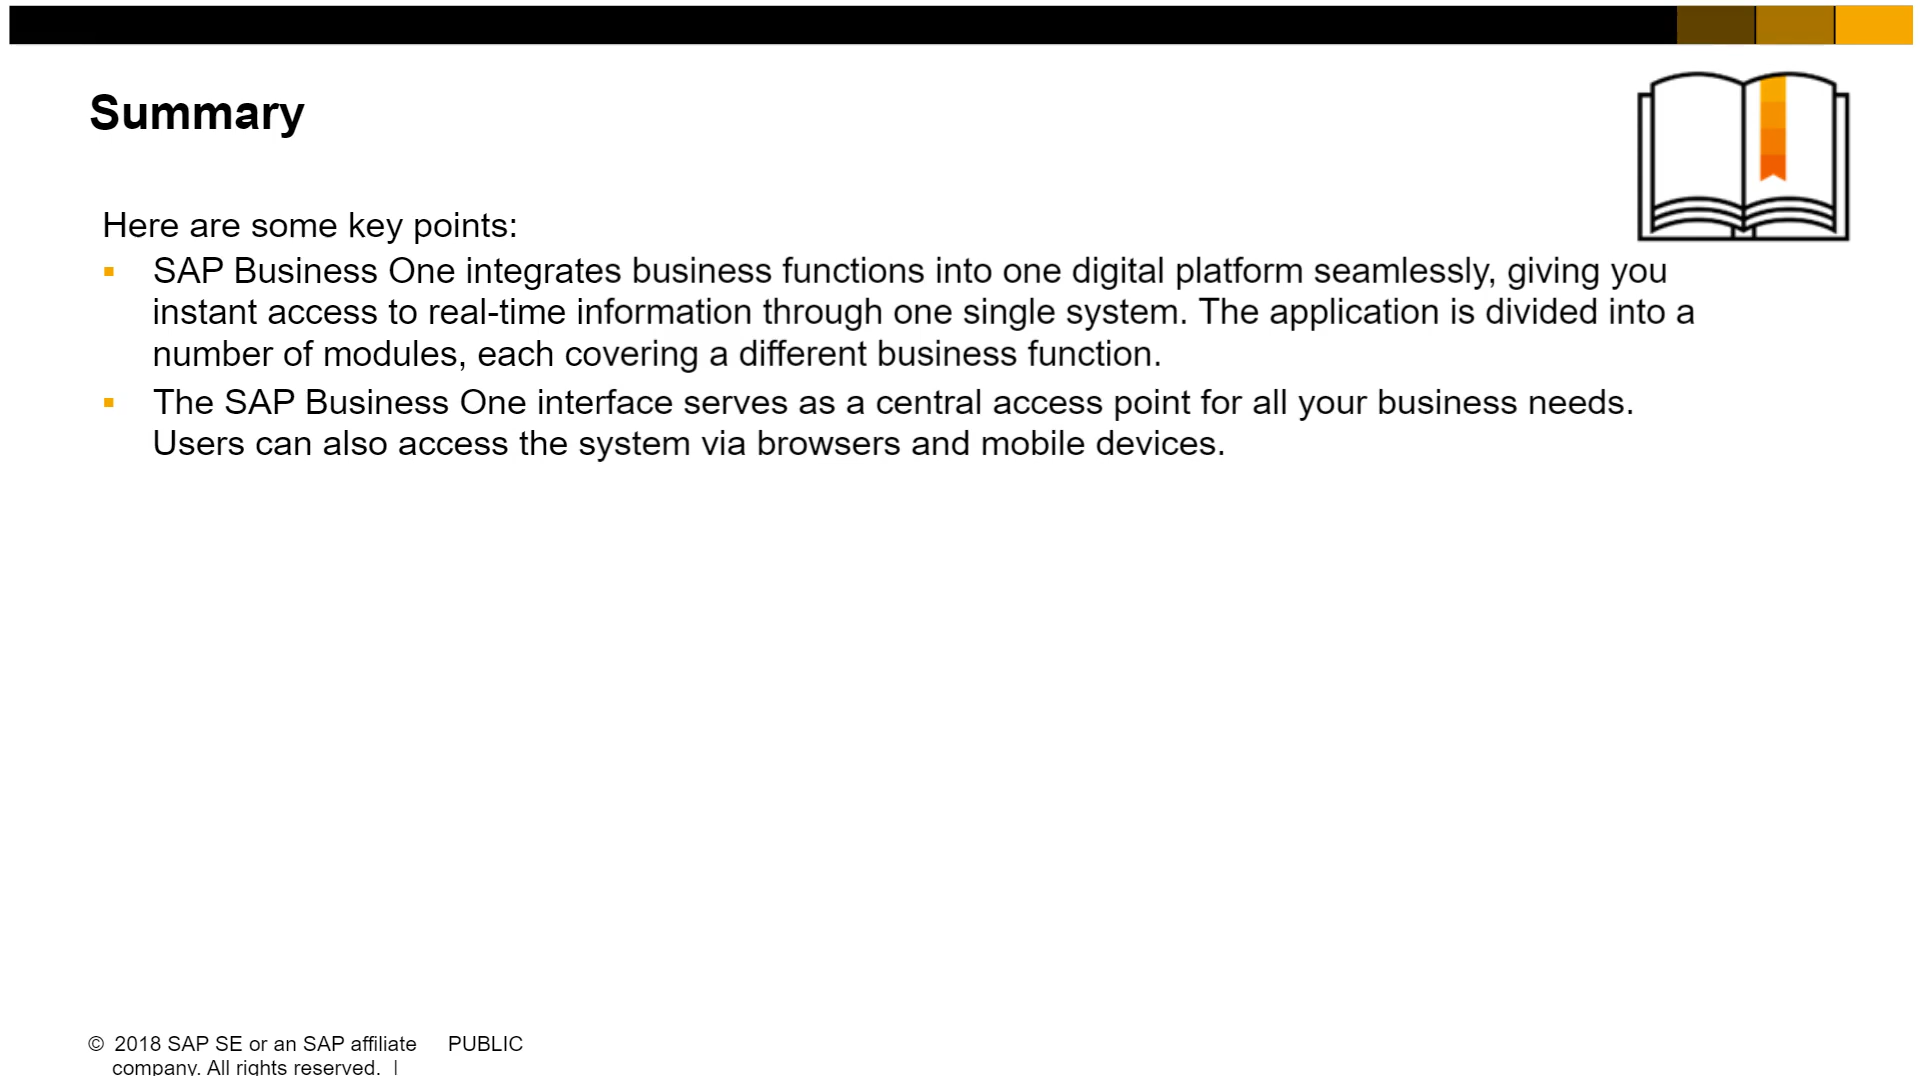 Summary
Here are some key points:
▪ SAP Business One integrates business functions into one digital platform seamlessly, giving you
instant access to real-time information through one single system. The application is divided into a
number of modules, each covering a different business function.
▪ The SAP Business One interface serves as a central access point for all your business needs.
Users can also access the system via browsers and mobile devices.
© 2018 SAP SE or an SAP affiliate PUBLIC
company. All rights reserved. |